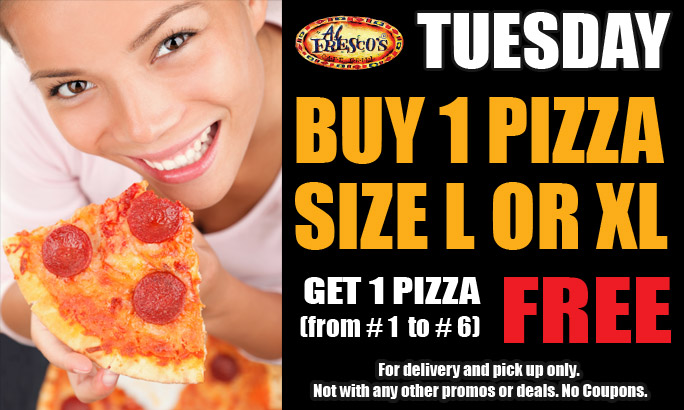 AL
FRESCO'S
TUESDAY
BUY 1 PIZZA
SIZE L OR XL
GET 1 PIZZA
(from # 1 to # 6)
FREE
For delivery and pick up only.
Not with any other promos or deals. No Coupons.